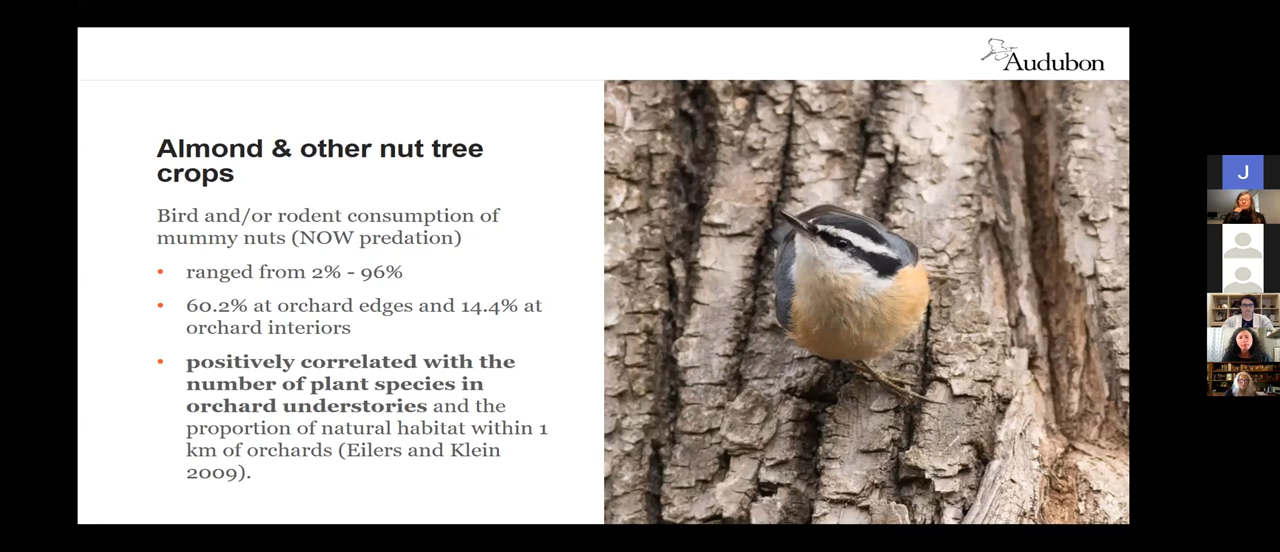 Audubon
Almond & other nut tree
crops
Bird and/or rodent consumption of
mummy nuts (NOW predation)
• ranged from 2% - 96%
• 60.2% at orchard edges and 14.4% at
orchard interiors
• positively correlated with the
number of plant species in
orchard understories and the
proportion of natural habitat within 1
km of orchards (Eilers and Klein
2009).
J